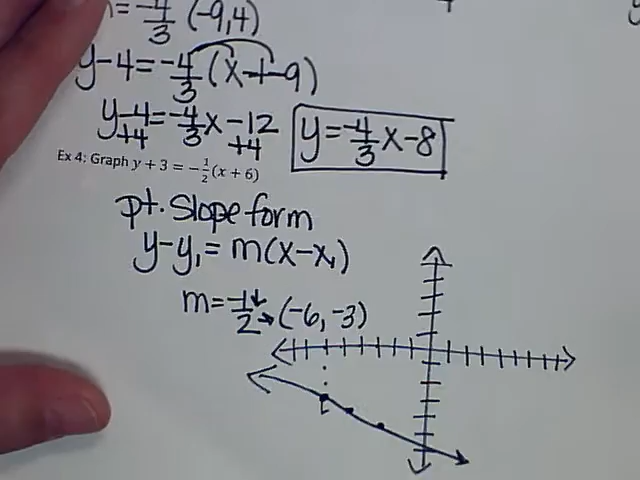 m=-4/3 (-9,4)
y-4=-4/3(x+9)
y-4=-4/3x-12
+4 +4
y=-4/3x-8
Ex 4: Graph y + 3 = -1/2(x + 6)
pt. Slope form
y-y₁=m(x-x₁)
m=-1↓/2→ (-6,-3)